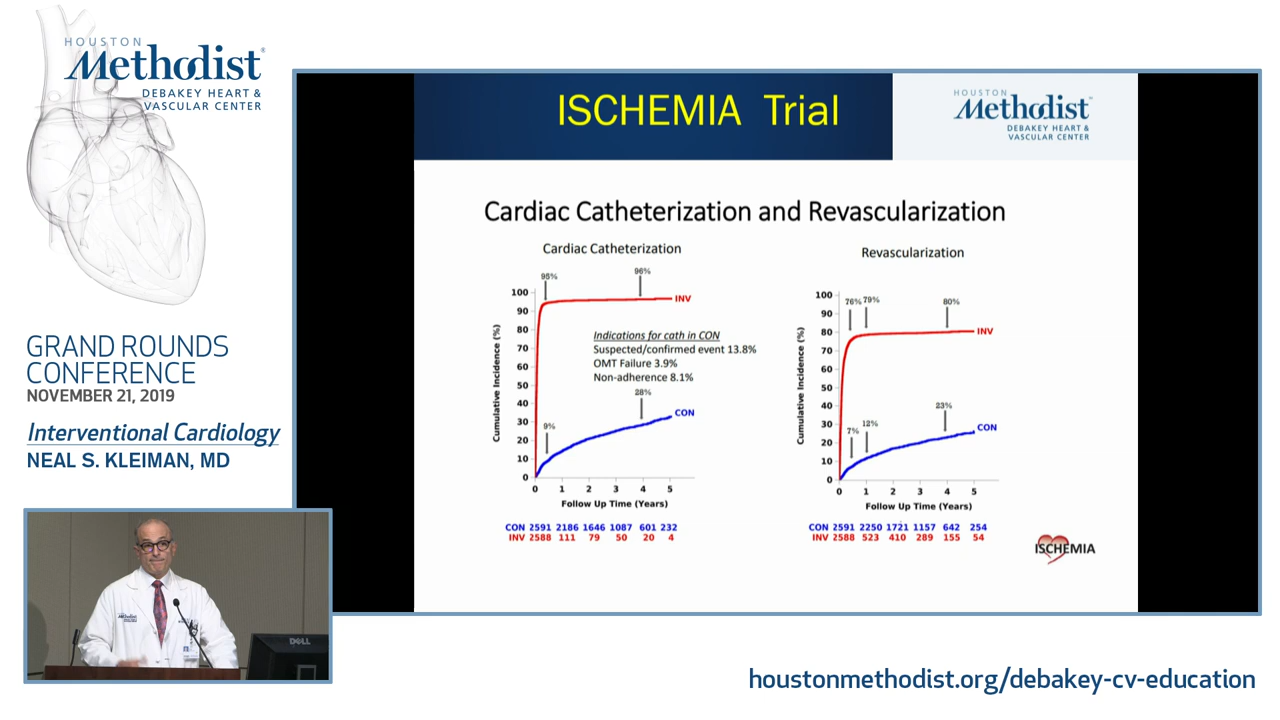 HOUSTON
Methodist
DEBAKEY HEART &
VASCULAR CENTER
GRAND ROUNDS
CONFERENCE
NOVEMBER 21, 2019
Interventional Cardiology
NEAL S. KLEIMAN, MD
ISCHEMIA Trial
HOUSTON
Methodist
DEBAKEY HEART &
VASCULAR CENTER
Cardiac Catheterization and Revascularization
Cardiac Catheterization
95%
96%
INV
Indications for cath in CON
Suspected/confirmed event 13.8%
OMT Failure 3.9%
Non-adherence 8.1%
9%
28%
CON
Cumulative Incidence (%)
100
90
80
70
60
50
40
30
20
10
0
0 1 2 3 4 5
Follow Up Time (Years)
CON 2591 2186 1646 1087 601 232
INV 2588 111 79 50 20 4
Revascularization
76% 79% 80%
INV
7% 12% 23%
CON
Cumulative Incidence (%)
100
90
80
70
60
50
40
30
20
10
0
0 1 2 3 4 5
Follow Up Time (Years)
CON 2591 2250 1721 1157 642 254
INV 2588 523 410 289 155 54
ISCHEMIA
DELL
houstonmethodist.org/debakey-cv-education